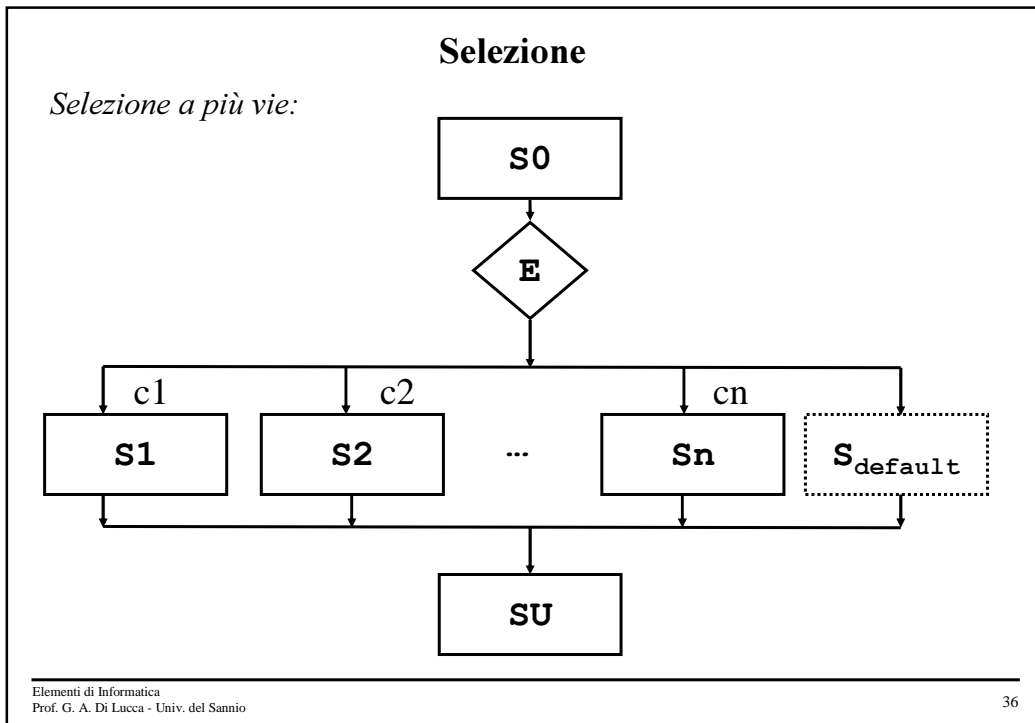 Selezione
Selezione a più vie:
S0
E
c1 c2 cn
S1 S2 ... Sn Sdefault
SU
Elementi di Informatica
Prof. G. A. Di Lucca - Univ. del Sannio 36